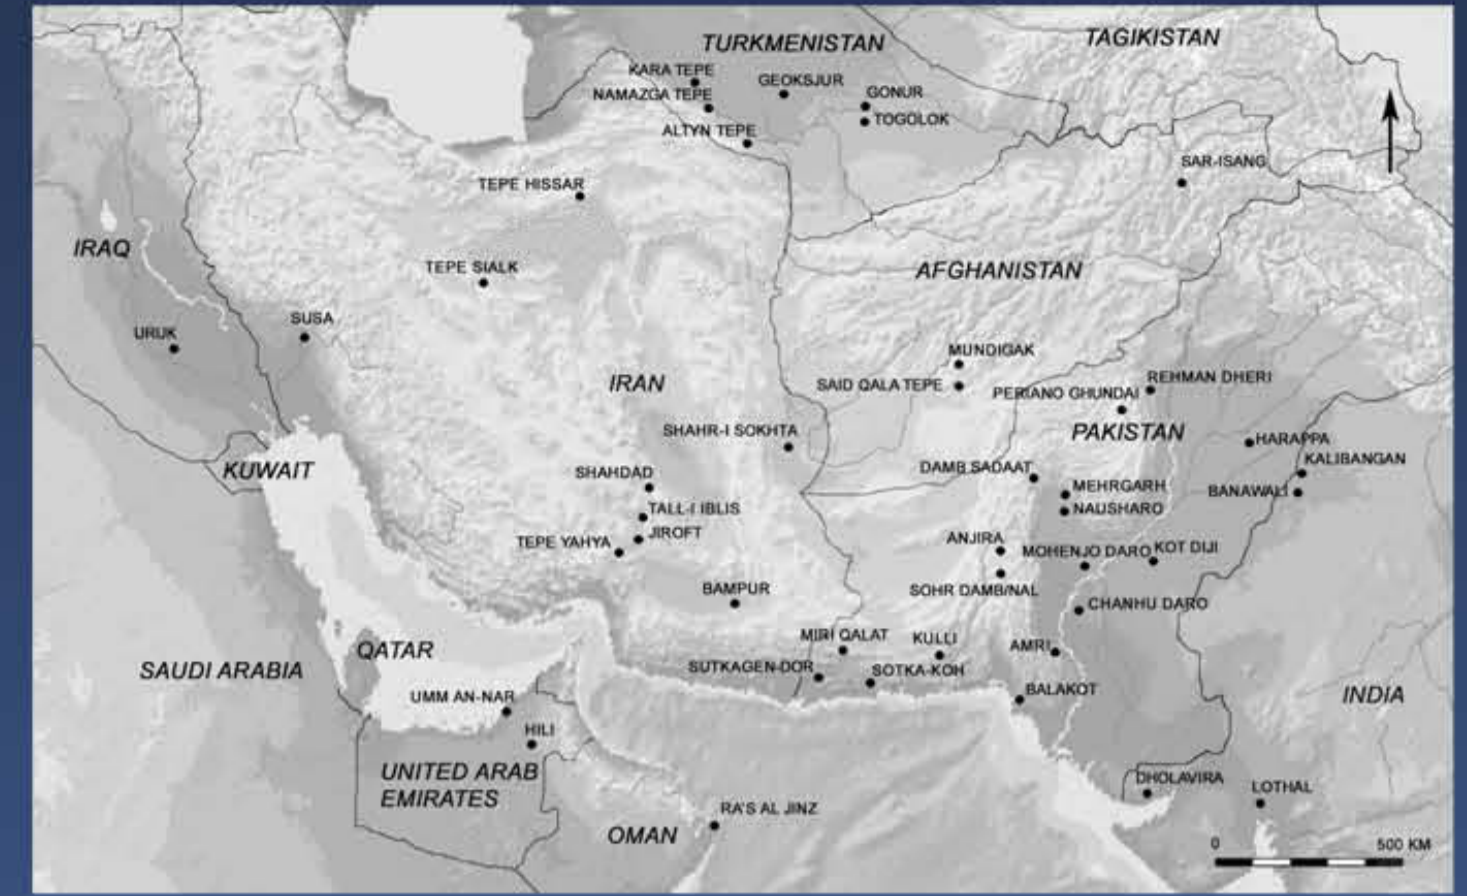 TURKMENISTAN
TAGIKISTAN
KARA TEPE
GEOKSJUR
NAMAZGA TEPE
GONUR
TOGOLOK
ALTYN TEPE
SAR-ISANG
TEPE HISSAR
IRAQ
TEPE SIALK
AFGHANISTAN
SUSA
URUK
MUNDIGAK
IRAN
SAID QALA TEPE
REHMAN DHERI
PERIANO GHUNDAI
SHAHR-I SOKHTA
PAKISTAN
HARAPPA
KALIBANGAN
KUWAIT
SHAHDAD
DAMB SADAAT
MEHRGARH
BANAWALI
TALL-I IBLIS
NAUSHARO
JIROFT
TEPE YAHYA
ANJIRA
MOHENJO DARO
KOT DIJI
BAMPUR
SOHR DAMB/NAL
CHANHU DARO
MIRI QALAT
KULLI
AMRI
QATAR
SAUDI ARABIA
SUTKAGEN-DOR
SOTKA-KOH
UMM AN-NAR
BALAKOT
INDIA
HILI
UNITED ARAB
EMIRATES
DHOLAVIRA
LOTHAL
RA'S AL JINZ
OMAN
0 500 KM